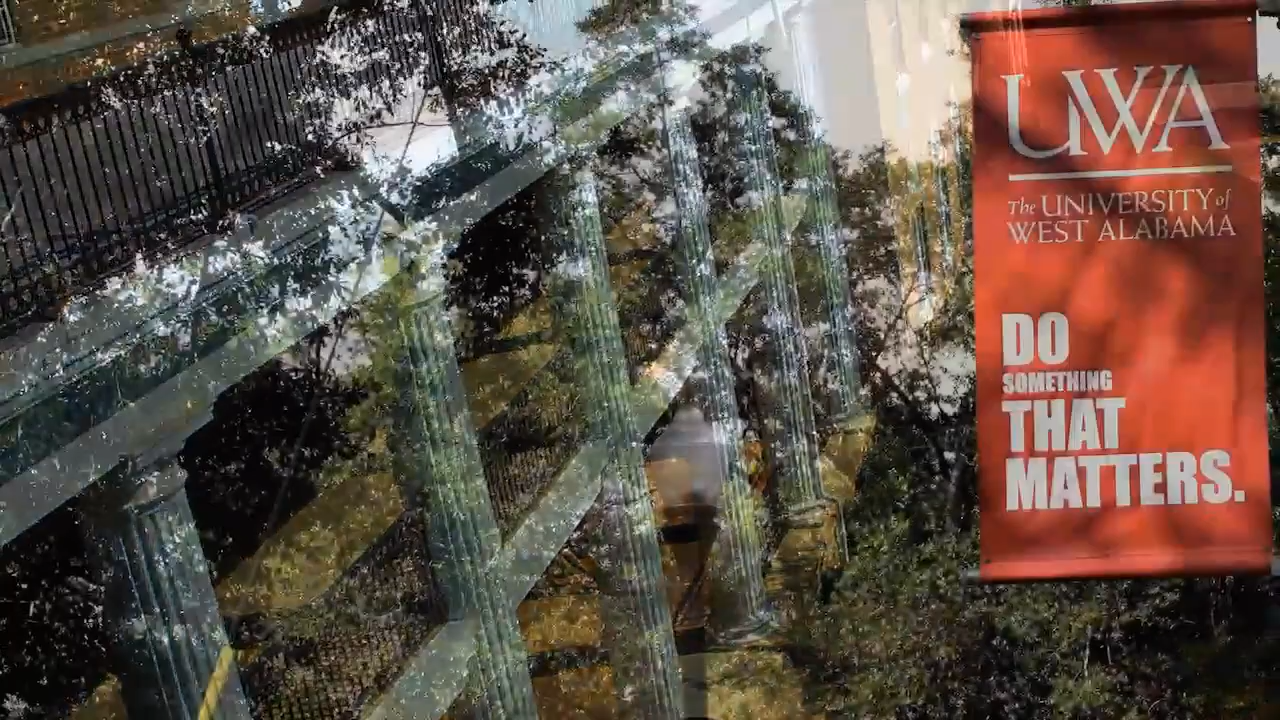 UWA
The UNIVERSITY of
WEST ALABAMA
DO
SOMETHING
THAT
MATTERS.